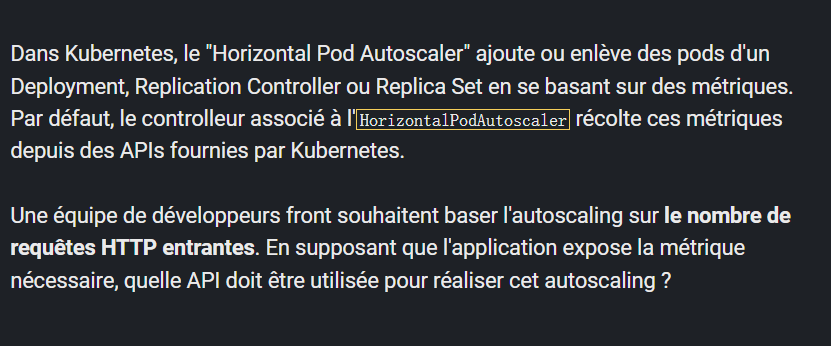 Dans Kubernetes, le "Horizontal Pod Autoscaler" ajoute ou enlève des pods d'un
Deployment, Replication Controller ou Replica Set en se basant sur des métriques.
Par défaut, le controlleur associé à l'HorizontalPodAutoscaler récolte ces métriques
depuis des APIs fournies par Kubernetes.
Une équipe de développeurs front souhaitent baser l'autoscaling sur le nombre de
requêtes HTTP entrantes. En supposant que l'application expose la métrique
nécessaire, quelle API doit être utilisée pour réaliser cet autoscaling ?